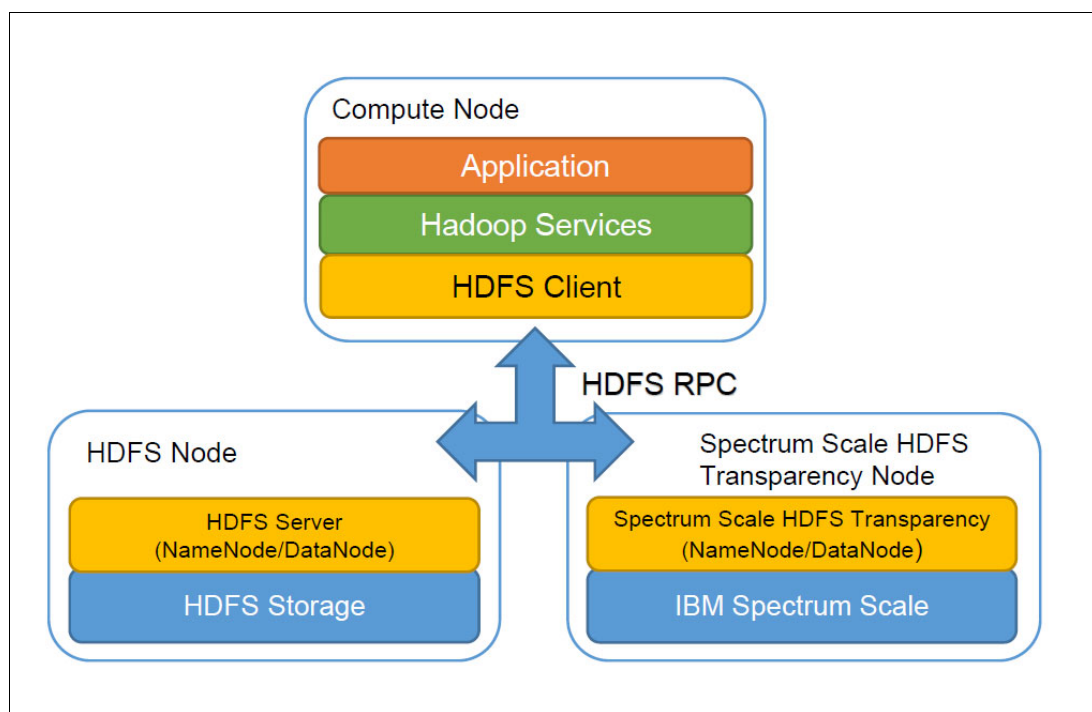 Compute Node
Application
Hadoop Services
HDFS Client
HDFS RPC
HDFS Node
HDFS Server
(NameNode/DataNode)
HDFS Storage
Spectrum Scale HDFS
Transparency Node
Spectrum Scale HDFS Transparency
(NameNode/DataNode)
IBM Spectrum Scale